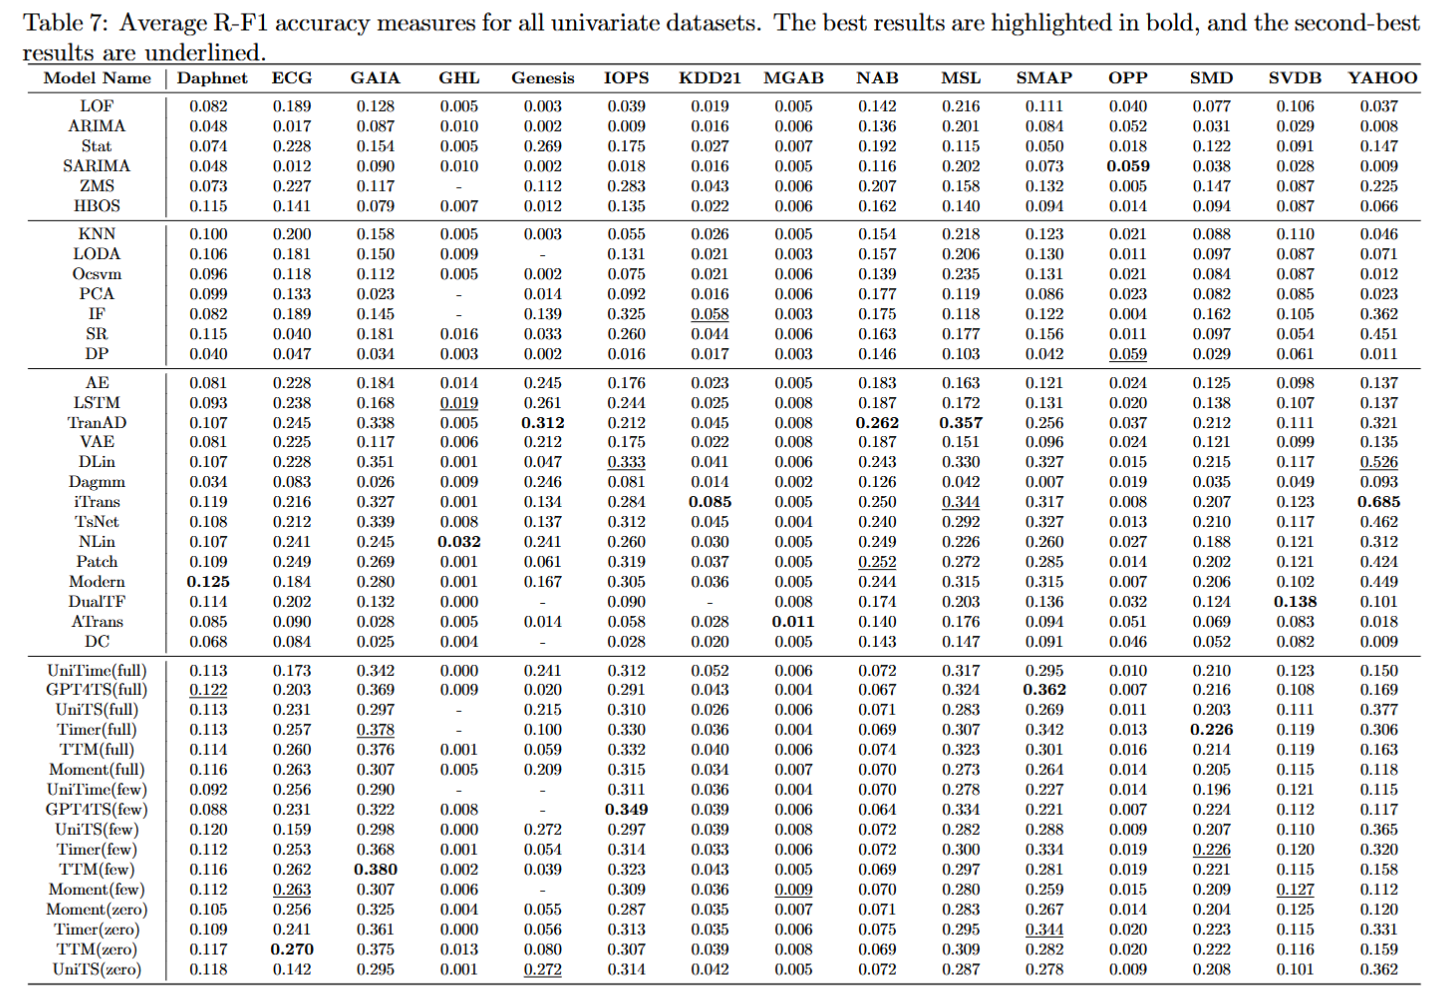 Table 7: Average R-F1 accuracy measures for all univariate datasets. The best results are highlighted in bold, and the second-best
results are underlined.
Model Name Daphnet ECG GAIA GHL Genesis IOPS KDD21 MGAB NAB MSL SMAP OPP SMD SVDB YAHOO
LOF 0.082 0.189 0.128 0.005 0.003 0.039 0.019 0.005 0.142 0.216 0.111 0.040 0.077 0.106 0.037
ARIMA 0.048 0.017 0.087 0.010 0.002 0.009 0.016 0.006 0.136 0.201 0.084 0.052 0.031 0.029 0.008
Stat 0.074 0.228 0.154 0.005 0.269 0.175 0.027 0.007 0.192 0.115 0.050 0.018 0.122 0.091 0.147
SARIMA 0.048 0.012 0.090 0.010 0.002 0.018 0.016 0.005 0.116 0.202 0.073 0.059 0.038 0.028 0.009
ZMS 0.073 0.227 0.117 - 0.112 0.283 0.043 0.006 0.207 0.158 0.132 0.005 0.147 0.087 0.225
HBOS 0.115 0.141 0.079 0.007 0.012 0.135 0.022 0.006 0.162 0.140 0.094 0.014 0.094 0.087 0.066
KNN 0.100 0.200 0.158 0.005 0.003 0.055 0.026 0.005 0.154 0.218 0.123 0.021 0.088 0.110 0.046
LODA 0.106 0.181 0.150 0.009 - 0.131 0.021 0.003 0.157 0.206 0.130 0.011 0.097 0.087 0.071
Ocsvm 0.096 0.118 0.112 0.005 0.002 0.075 0.021 0.006 0.139 0.235 0.131 0.021 0.084 0.087 0.012
PCA 0.099 0.133 0.023 - 0.014 0.092 0.016 0.006 0.177 0.119 0.086 0.023 0.082 0.085 0.023
IF 0.082 0.189 0.145 - 0.139 0.325 0.058 0.003 0.175 0.118 0.122 0.004 0.162 0.105 0.362
SR 0.115 0.040 0.181 0.016 0.033 0.260 0.044 0.006 0.163 0.177 0.156 0.011 0.097 0.054 0.451
DP 0.040 0.047 0.034 0.003 0.002 0.016 0.017 0.003 0.146 0.103 0.042 0.059 0.029 0.061 0.011
AE 0.081 0.228 0.184 0.014 0.245 0.176 0.023 0.005 0.183 0.163 0.121 0.024 0.125 0.098 0.137
LSTM 0.093 0.238 0.168 0.019 0.261 0.244 0.025 0.008 0.187 0.172 0.131 0.020 0.138 0.107 0.137
TranAD 0.107 0.245 0.338 0.005 0.312 0.212 0.045 0.008 0.262 0.357 0.256 0.037 0.212 0.111 0.321
VAE 0.081 0.225 0.117 0.006 0.212 0.175 0.022 0.008 0.187 0.151 0.096 0.024 0.121 0.099 0.135
DLin 0.107 0.228 0.351 0.001 0.047 0.333 0.041 0.006 0.243 0.330 0.327 0.015 0.215 0.117 0.526
Dagmm 0.034 0.083 0.026 0.009 0.246 0.081 0.014 0.002 0.126 0.042 0.007 0.019 0.035 0.049 0.093
iTrans 0.119 0.216 0.327 0.001 0.134 0.284 0.085 0.005 0.250 0.344 0.317 0.008 0.207 0.123 0.685
TsNet 0.108 0.212 0.339 0.008 0.137 0.312 0.045 0.004 0.240 0.292 0.327 0.013 0.210 0.117 0.462
NLin 0.107 0.241 0.245 0.032 0.241 0.260 0.030 0.005 0.249 0.226 0.260 0.027 0.188 0.121 0.312
Patch 0.109 0.249 0.269 0.001 0.061 0.319 0.037 0.005 0.252 0.272 0.285 0.014 0.202 0.121 0.424
Modern 0.125 0.184 0.280 0.001 0.167 0.305 0.036 0.005 0.244 0.315 0.315 0.007 0.206 0.102 0.449
DualTF 0.114 0.202 0.132 0.000 - 0.090 - 0.008 0.174 0.203 0.136 0.032 0.124 0.138 0.101
ATrans 0.085 0.090 0.028 0.005 0.014 0.058 0.028 0.011 0.140 0.176 0.094 0.051 0.069 0.083 0.018
DC 0.068 0.084 0.025 0.004 - 0.028 0.020 0.005 0.143 0.147 0.091 0.046 0.052 0.082 0.009
UniTime(full) 0.113 0.173 0.342 0.000 0.241 0.312 0.052 0.006 0.072 0.317 0.295 0.010 0.210 0.123 0.150
GPT4TS(full) 0.122 0.203 0.369 0.009 0.020 0.291 0.043 0.004 0.067 0.324 0.362 0.007 0.216 0.108 0.169
UniTS(full) 0.113 0.231 0.297 - 0.215 0.310 0.026 0.006 0.071 0.283 0.269 0.011 0.203 0.111 0.377
Timer(full) 0.113 0.257 0.378 - 0.100 0.330 0.036 0.004 0.069 0.307 0.342 0.013 0.226 0.119 0.306
TTM(full) 0.114 0.260 0.376 0.001 0.059 0.332 0.040 0.006 0.074 0.323 0.301 0.016 0.214 0.119 0.163
Moment(full) 0.116 0.263 0.307 0.005 0.209 0.315 0.034 0.007 0.070 0.273 0.264 0.014 0.205 0.115 0.118
UniTime(few) 0.092 0.256 0.290 - - 0.311 0.036 0.004 0.070 0.278 0.227 0.014 0.196 0.121 0.115
GPT4TS(few) 0.088 0.231 0.322 0.008 - 0.349 0.039 0.006 0.064 0.334 0.221 0.007 0.224 0.112 0.117
UniTS(few) 0.120 0.159 0.298 0.000 0.272 0.297 0.039 0.008 0.072 0.282 0.288 0.009 0.207 0.110 0.365
Timer(few) 0.112 0.253 0.368 0.001 0.054 0.314 0.033 0.006 0.072 0.300 0.334 0.019 0.226 0.120 0.320
TTM(few) 0.116 0.262 0.380 0.002 0.039 0.323 0.043 0.005 0.069 0.297 0.281 0.019 0.221 0.115 0.158
Moment(few) 0.112 0.263 0.307 0.006 - 0.309 0.036 0.009 0.070 0.280 0.259 0.015 0.209 0.127 0.112
Moment(zero) 0.105 0.256 0.325 0.004 0.055 0.287 0.035 0.007 0.071 0.283 0.267 0.014 0.204 0.125 0.120
Timer(zero) 0.109 0.241 0.361 0.000 0.056 0.313 0.035 0.006 0.075 0.295 0.344 0.020 0.223 0.115 0.331
TTM(zero) 0.117 0.270 0.375 0.013 0.080 0.307 0.039 0.008 0.069 0.309 0.282 0.020 0.222 0.116 0.159
UniTS(zero) 0.118 0.142 0.295 0.001 0.272 0.314 0.042 0.005 0.072 0.287 0.278 0.009 0.208 0.101 0.362